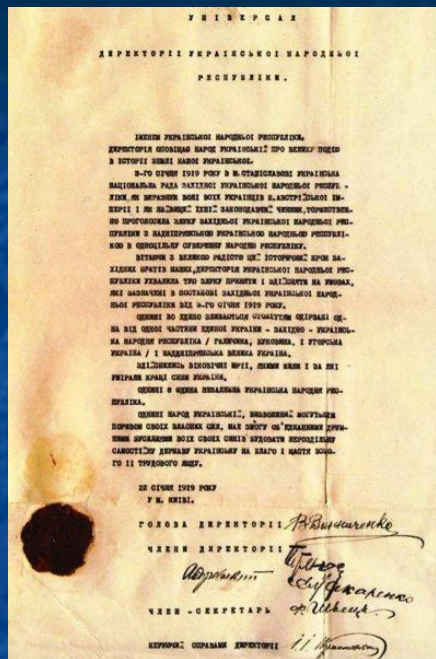 УНІВЕРСАЛ
ДИРЕКТОРІЇ УКРАЇНСЬКОЇ НАРОДНЬОЇ
РЕСПУБЛІКИ.
ІМЕНЕМ УКРАЇНСЬКОЇ НАРОДНЬОЇ РЕСПУБЛІКИ.
ДИРЕКТОРІЯ ОПОВІЩАЄ НАРОД УКРАЇНСЬКИЙ ПРО ВЕЛИКУ ПОДІЮ
В ІСТОРІЇ ЗЕМЛІ НАШОЇ УКРАЇНСЬКОЇ.
3-ГО СІЧНЯ 1919 РОКУ В М. СТАНІСЛАВОВІ УКРАЇНСЬКА
НАЦІОНАЛЬНА РАДА ЗАХІДНОЇ УКРАЇНСЬКОЇ НАРОДНЬОЇ РЕСПУБ-
ЛІКИ, ЯК ВИРАЗНИК ВОЛІ ВСІХ УКРАЇНЦІВ Б. АВСТРІЙСЬКОЇ ІМ-
ПЕРІЇ І ЯК НАЙВИЩИЙ ЇХНІЙ ЗАКОНОДАВЧИЙ ЧИННИК, ТОРЖЕСТВЕН-
НО ПРОГОЛОСИЛА ЗЛУКУ ЗАХІДНЬОЇ УКРАЇНСЬКОЇ НАРОДНЬОЇ РЕС-
ПУБЛІКИ З НАДДНІПРЯНСЬКОЮ УКРАЇНСЬКОЮ НАРОДНЬОЮ РЕСПУБЛІ-
КОЮ В ОДНОЦІЛЬНУ СУВЕРЕННУ НАРОДНЮ РЕСПУБЛІКУ.
ВІТАЮЧИ З ВЕЛИКОЮ РАДІСТЮ ЦЕЙ ІСТОРИЧНИЙ КРОК ЗА-
ХІДНИХ БРАТІВ НАШИХ, ДИРЕКТОРІЯ УКРАЇНСЬКОЇ НАРОДНЬОЇ РЕС-
ПУБЛІКИ УХВАЛИЛА ТУЮ ЗЛУКУ ПРИЙНЯТИ І ЗДІЙСНИТИ НА УМОВАХ,
ЯКІ ЗАЗНАЧЕНІ В ПОСТАНОВІ ЗАХІДНЬОЇ УКРАЇНСЬКОЇ НАРОД-
НЬОЇ РЕСПУБЛІКИ ВІД 3-ГО СІЧНЯ 1919 РОКУ.
ОДНИНІ ВО ЄДИНО ЗЛИВАЮТЬСЯ СТОЛІТТЯМ ОДІРВАНІ ОД-
НА ВІД ОДНОЇ ЧАСТИНИ ЄДИНОЇ УКРАЇНИ - ЗАХІДНО - УКРАЇНСЬ-
КА НАРОДНЯ РЕСПУБЛІКА / ГАЛИЧИНА, БУКОВИНА, І УГОРСЬКА
УКРАЇНА / І НАДДНІПРЯНСЬКА ВЕЛИКА УКРАЇНА.
ЗДІЙСНИЛИСЬ ВІКОВІЧНІ МРІЇ, ЯКИМИ ЖИЛИ І ЗА ЯКІ
УМІРАЛИ КРАЩІ СИНИ УКРАЇНИ.
ОДНИНІ Є ЄДИНА НЕЗАЛЕЖНА УКРАЇНСЬКА НАРОДНЯ РЕС-
ПУБЛІКА.
ОДНИНІ НАРОД УКРАЇНСЬКИЙ, ВИЗВОЛЕНИЙ МОГУТНІМ
ПОРИВОМ СВОЇХ ВЛАСНИХ СИЛ, МАЄ ЗМОГУ ОБ'ЄДНАНИМИ ДРУЖ-
НИМИ ЗУСИЛЛЯМИ ВСІХ СВОЇХ СИНІВ БУДОВАТИ НЕРОЗДІЛЬНУ
САМОСТІЙНУ ДЕРЖАВУ УКРАЇНСЬКУ НА БЛАГО І ЩАСТЯ ВСЬО-
ГО ЇЇ ТРУДОВОГО ЛЮДУ.
22 СІЧНЯ 1919 РОКУ
У М. КИЇВІ.
ГОЛОВА ДИРЕКТОРІЇ В. Винниченко
ЧЛЕНИ ДИРЕКТОРІЇ
Макаренко
ЧЛЕН - СЕКРЕТАРЬ Ф. Швець
КЕРУЮЧИЙ СПРАВАМИ ДИРЕКТОРІЇ